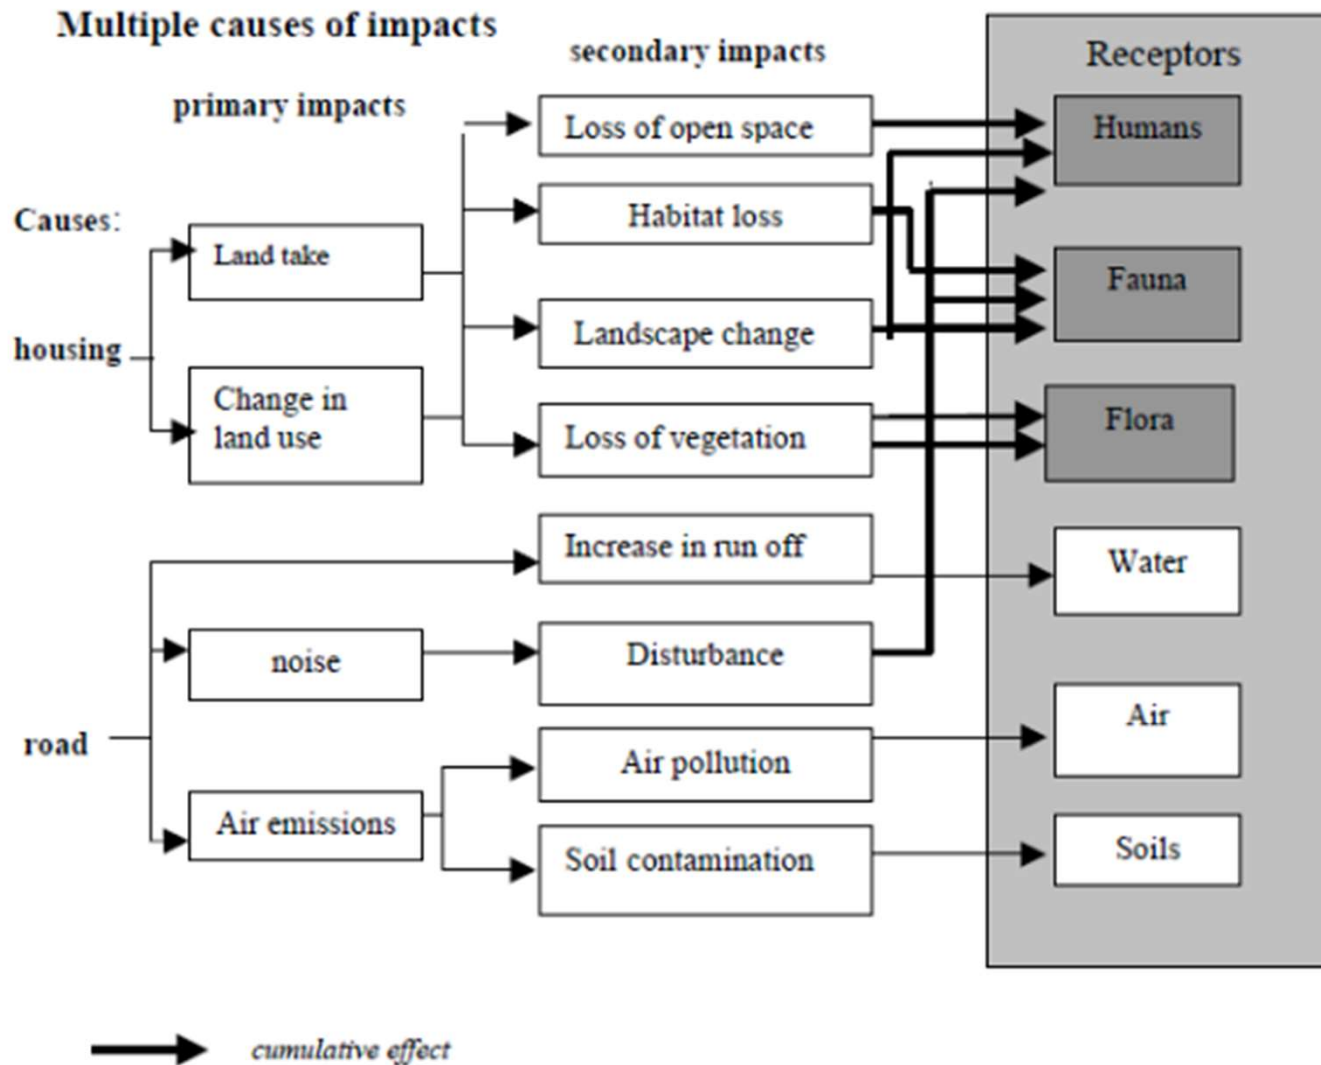 Multiple causes of impacts
secondary impacts
Receptors
primary impacts
Causes:
housing
Land take
Change in
land use
Loss of open space
Habitat loss
Landscape change
Loss of vegetation
Humans
Fauna
Flora
road
noise
Air emissions
Increase in run off
Disturbance
Air pollution
Soil contamination
Water
Air
Soils
cumulative effect